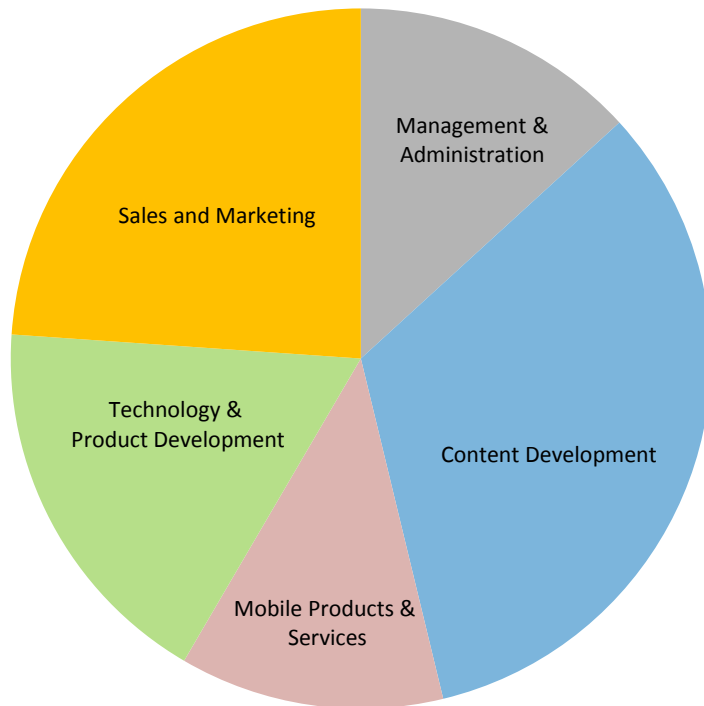 Management &
Administration
Sales and Marketing
Technology &
Product Development
Content Development
Mobile Products &
Services